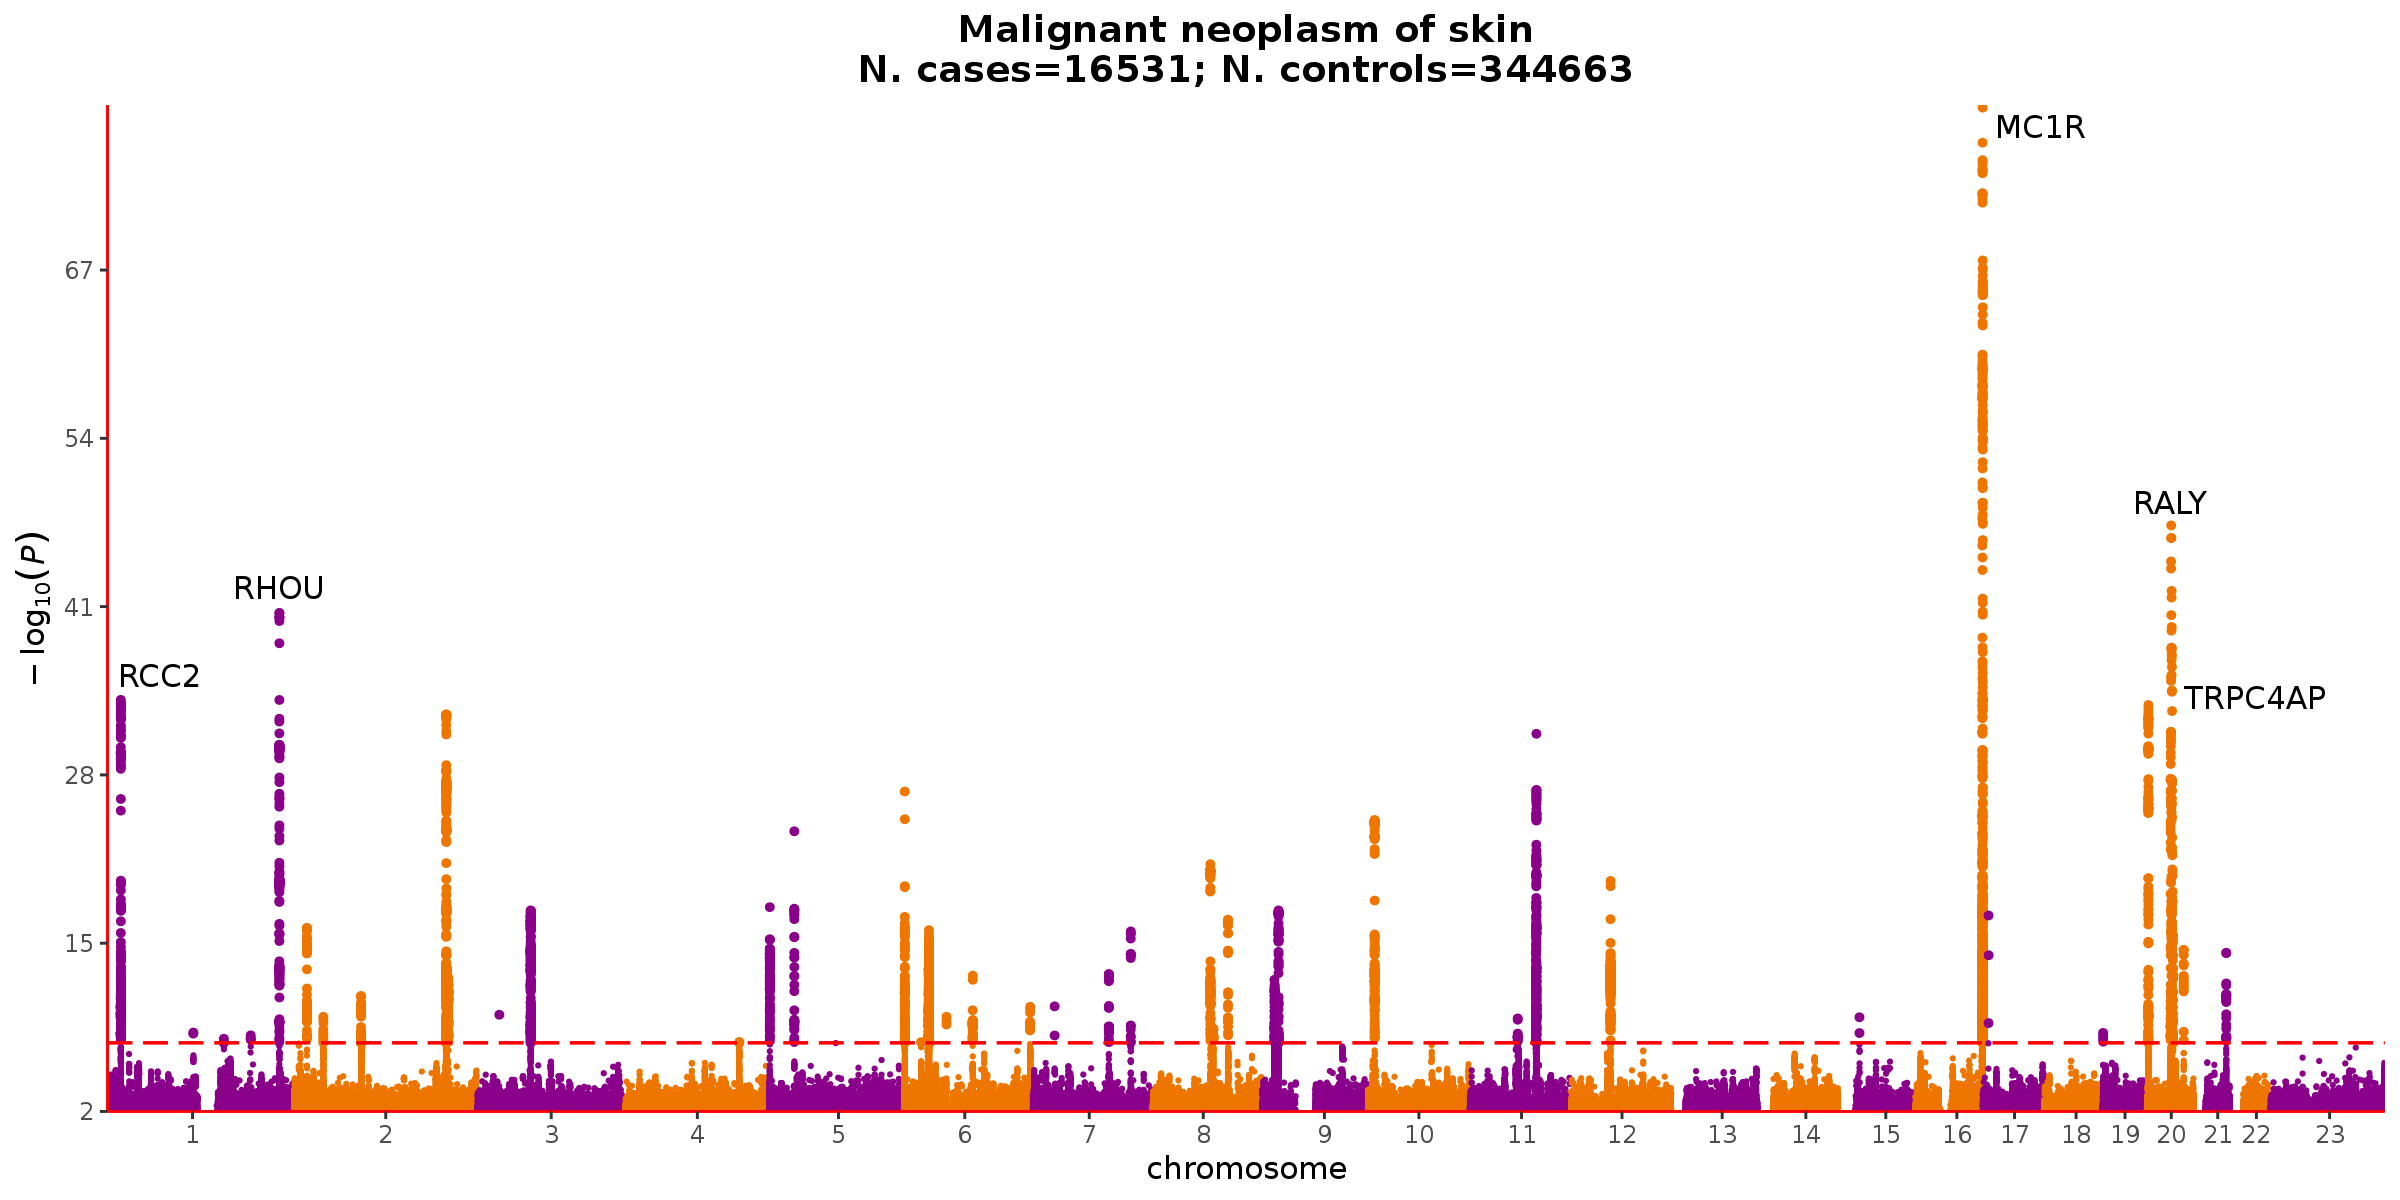 Malignant neoplasm of skin
N. cases=16531; N. controls=344663
MC1R
67
54
RALY
−log10(P)
RHOU
41
RCC2
TRPC4AP
28
15
2
1 2 3 4 5 6 7 8 9 10 11 12 13 14 15 16 17 18 19 20 21 22 23
chromosome